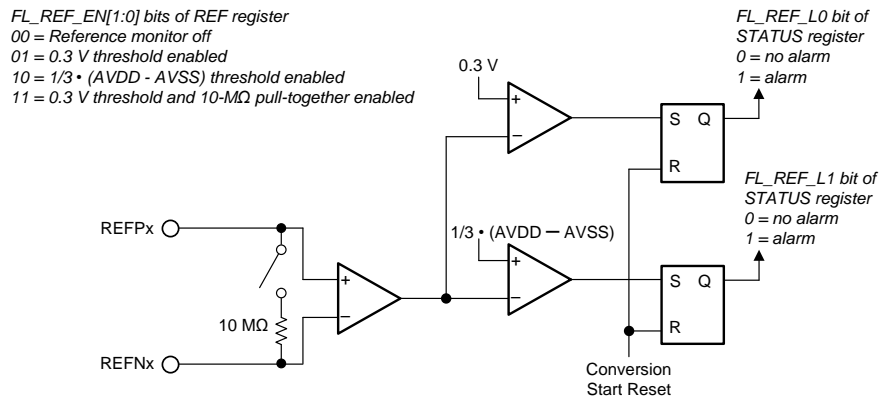 FL_REF_EN[1:0] bits of REF register
00 = Reference monitor off
01 = 0.3 V threshold enabled
10 = 1/3 • (AVDD - AVSS) threshold enabled
11 = 0.3 V threshold and 10-MΩ pull-together enabled
FL_REF_L0 bit of
STATUS register
0 = no alarm
1 = alarm
0.3 V
+
−
S Q
R
FL_REF_L1 bit of
STATUS register
0 = no alarm
1 = alarm
REFPx
1/3 • (AVDD — AVSS)
+
−
S Q
R
+
−
10 MΩ
REFNx
Conversion
Start Reset